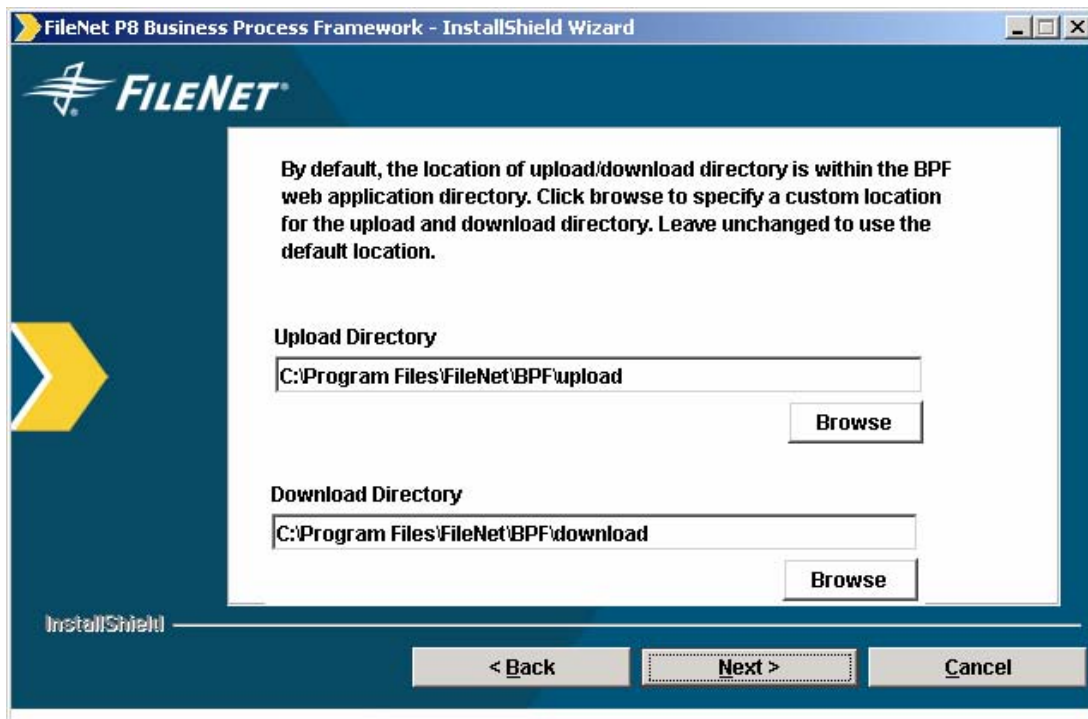 FileNet P8 Business Process Framework - InstallShield Wizard
FILENET®
By default, the location of upload/download directory is within the BPF
web application directory. Click browse to specify a custom location
for the upload and download directory. Leave unchanged to use the
default location.
Upload Directory
C:\Program Files\FileNet\BPF\upload
Browse
Download Directory
C:\Program Files\FileNet\BPF\download
Browse
InstallShield
< Back
Next >
Cancel